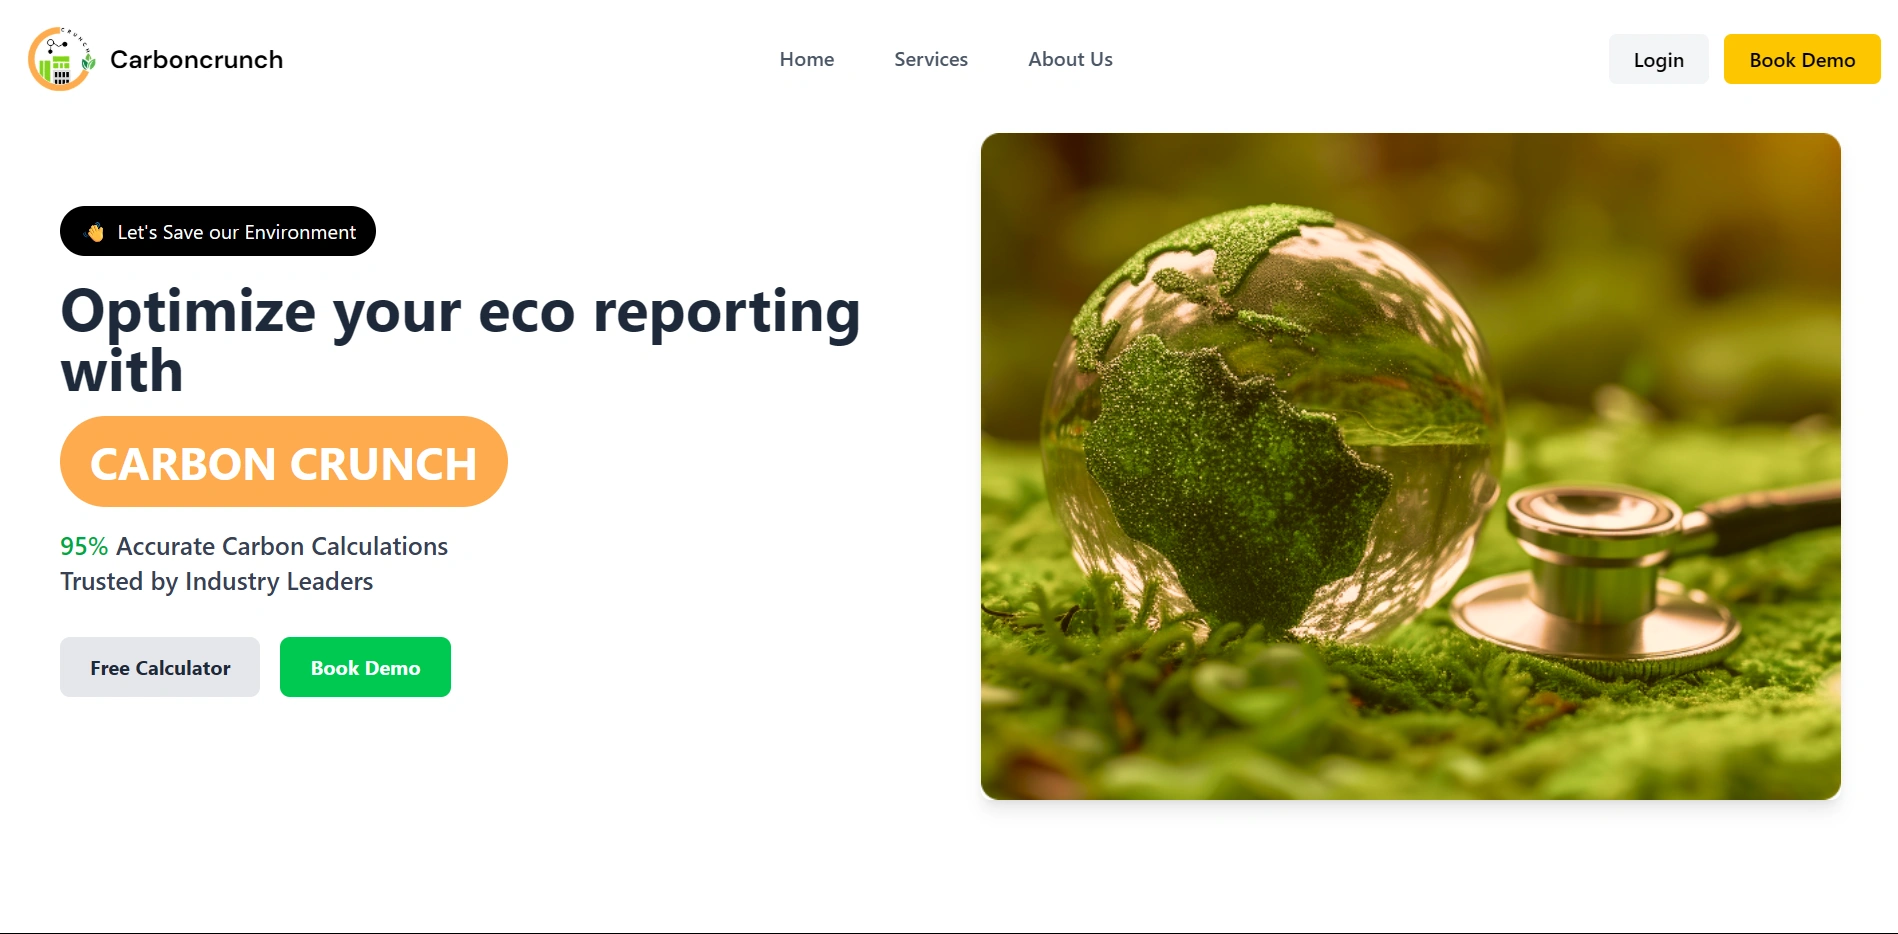 CRUNCH
Carboncrunch
Home
Services
About Us
Login
Book Demo
👋 Let's Save our Environment
Optimize your eco reporting
with
CARBON CRUNCH
95% Accurate Carbon Calculations
Trusted by Industry Leaders
Free Calculator
Book Demo